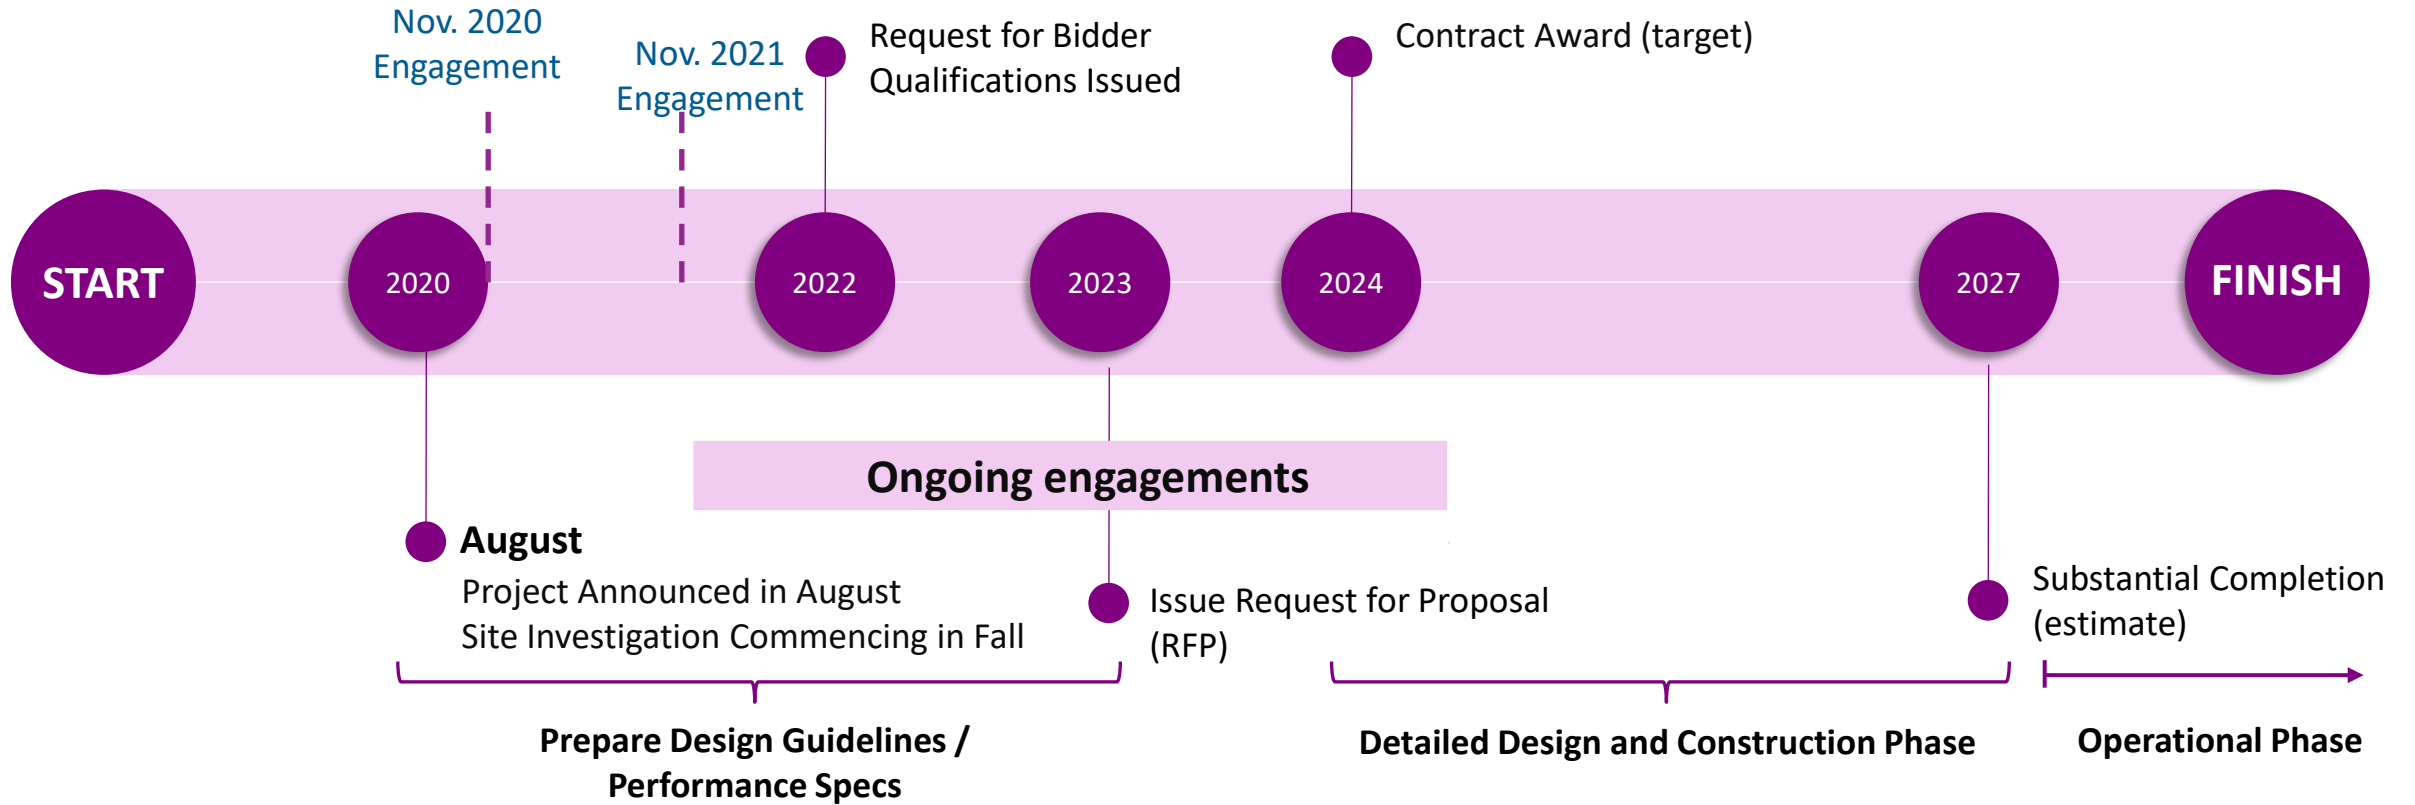 Nov. 2020
Engagement
Nov. 2021
Engagement
Request for Bidder
Qualifications Issued
Contract Award (target)
START
2020
2022
2023
2024
2027
FINISH
Ongoing engagements
August
Project Announced in August
Site Investigation Commencing in Fall
Issue Request for Proposal
(RFP)
Substantial Completion
(estimate)
Prepare Design Guidelines /
Performance Specs
Detailed Design and Construction Phase
Operational Phase